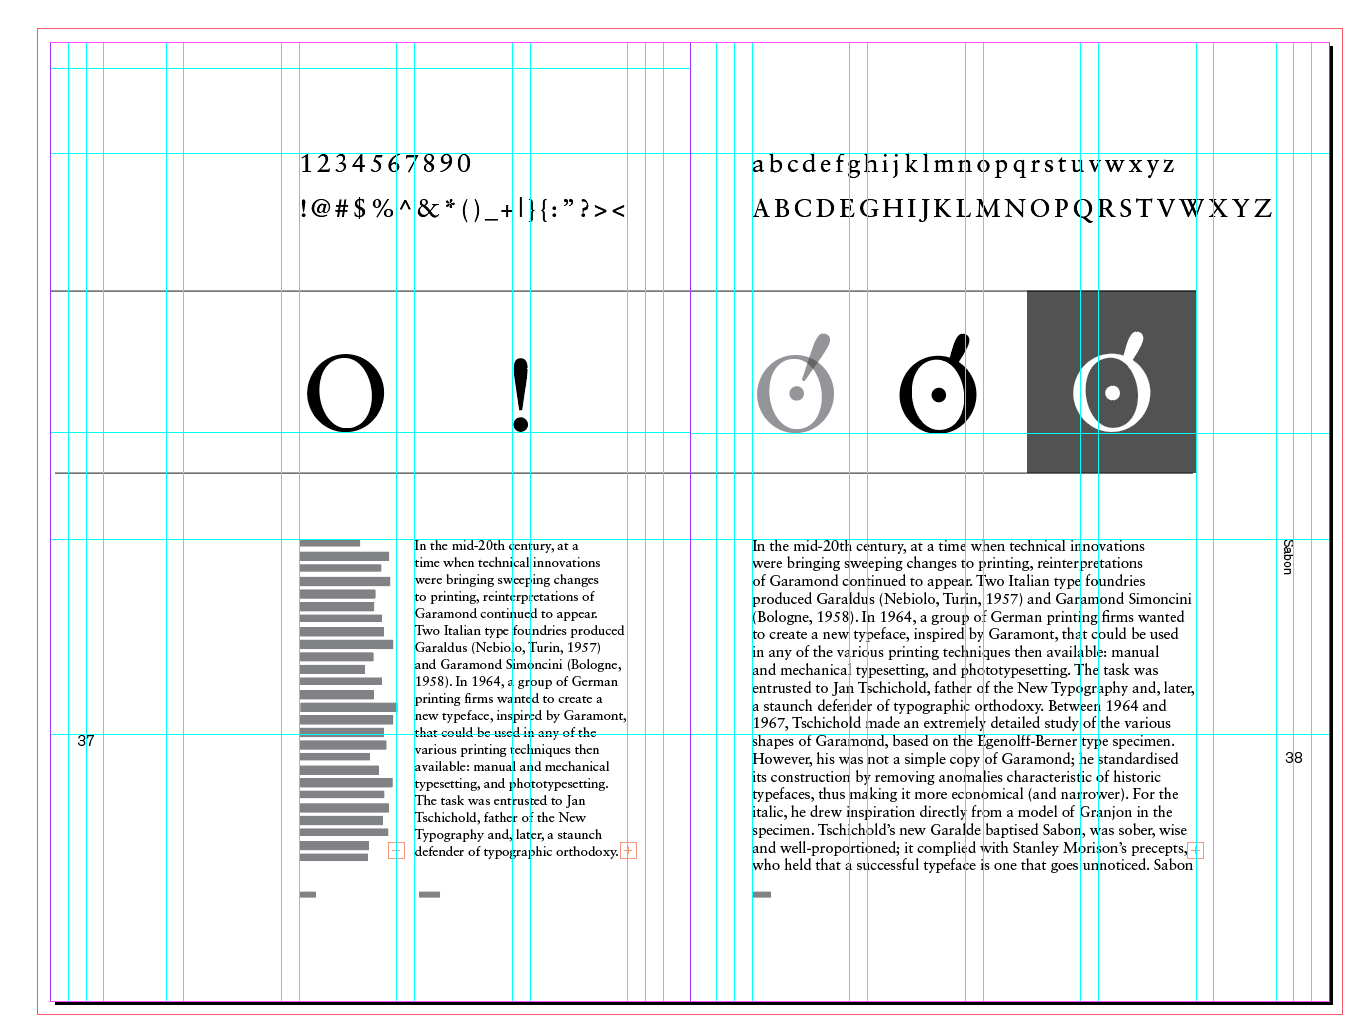 1234567890
!@#$%^&*()_+|}{:”?><
abcdefghijklmnopqrstuvwxyz
ABCDEGHIJKLMNOPQRSTVWXYZ
O !
In the mid-20th century, at a
time when technical innovations
were bringing sweeping changes
to printing, reinterpretations of
Garamond continued to appear.
Two Italian type foundries produced
Garaldus (Nebiolo, Turin, 1957)
and Garamond Simoncini (Bologne,
1958). In 1964, a group of German
printing firms wanted to create a
new typeface, inspired by Garamont,
that could be used in any of the
various printing techniques then
available: manual and mechanical
typesetting, and phototypesetting.
The task was entrusted to Jan
Tschichold, father of the New
Typography and, later, a staunch
defender of typographic orthodoxy.
37
In the mid-20th century, at a time when technical innovations
were bringing sweeping changes to printing, reinterpretations
of Garamond continued to appear. Two Italian type foundries
produced Garaldus (Nebiolo, Turin, 1957) and Garamond Simoncini
(Bologne, 1958). In 1964, a group of German printing firms wanted
to create a new typeface, inspired by Garamont, that could be used
in any of the various printing techniques then available: manual
and mechanical typesetting, and phototypesetting. The task was
entrusted to Jan Tschichold, father of the New Typography and, later,
a staunch defender of typographic orthodoxy. Between 1964 and
1967, Tschichold made an extremely detailed study of the various
shapes of Garamond, based on the Egenolff-Berner type specimen.
However, his was not a simple copy of Garamond; he standardised
its construction by removing anomalies characteristic of historic
typefaces, thus making it more economical (and narrower). For the
italic, he drew inspiration directly from a model of Granjon in the
specimen. Tschichold’s new Garalde baptised Sabon, was sober, wise
and well-proportioned; it complied with Stanley Morison’s precepts,
who held that a successful typeface is one that goes unnoticed. Sabon
Sabon
38